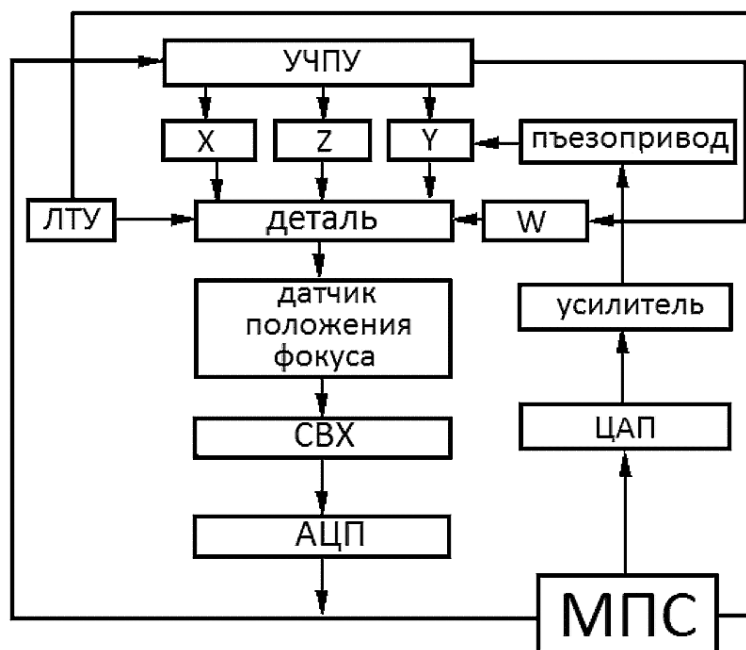 УЧПУ
X
Z
Y
пъезопривод
ЛТУ
деталь
W
датчик
положения
фокуса
усилитель
СВХ
ЦАП
АЦП
МПС